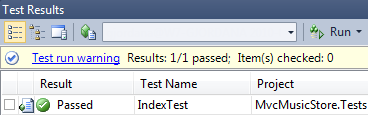 Test Results
Run
Test run warning Results: 1/1 passed; Item(s) checked: 0
Result Test Name Project
Passed IndexTest MvcMusicStore.Tests